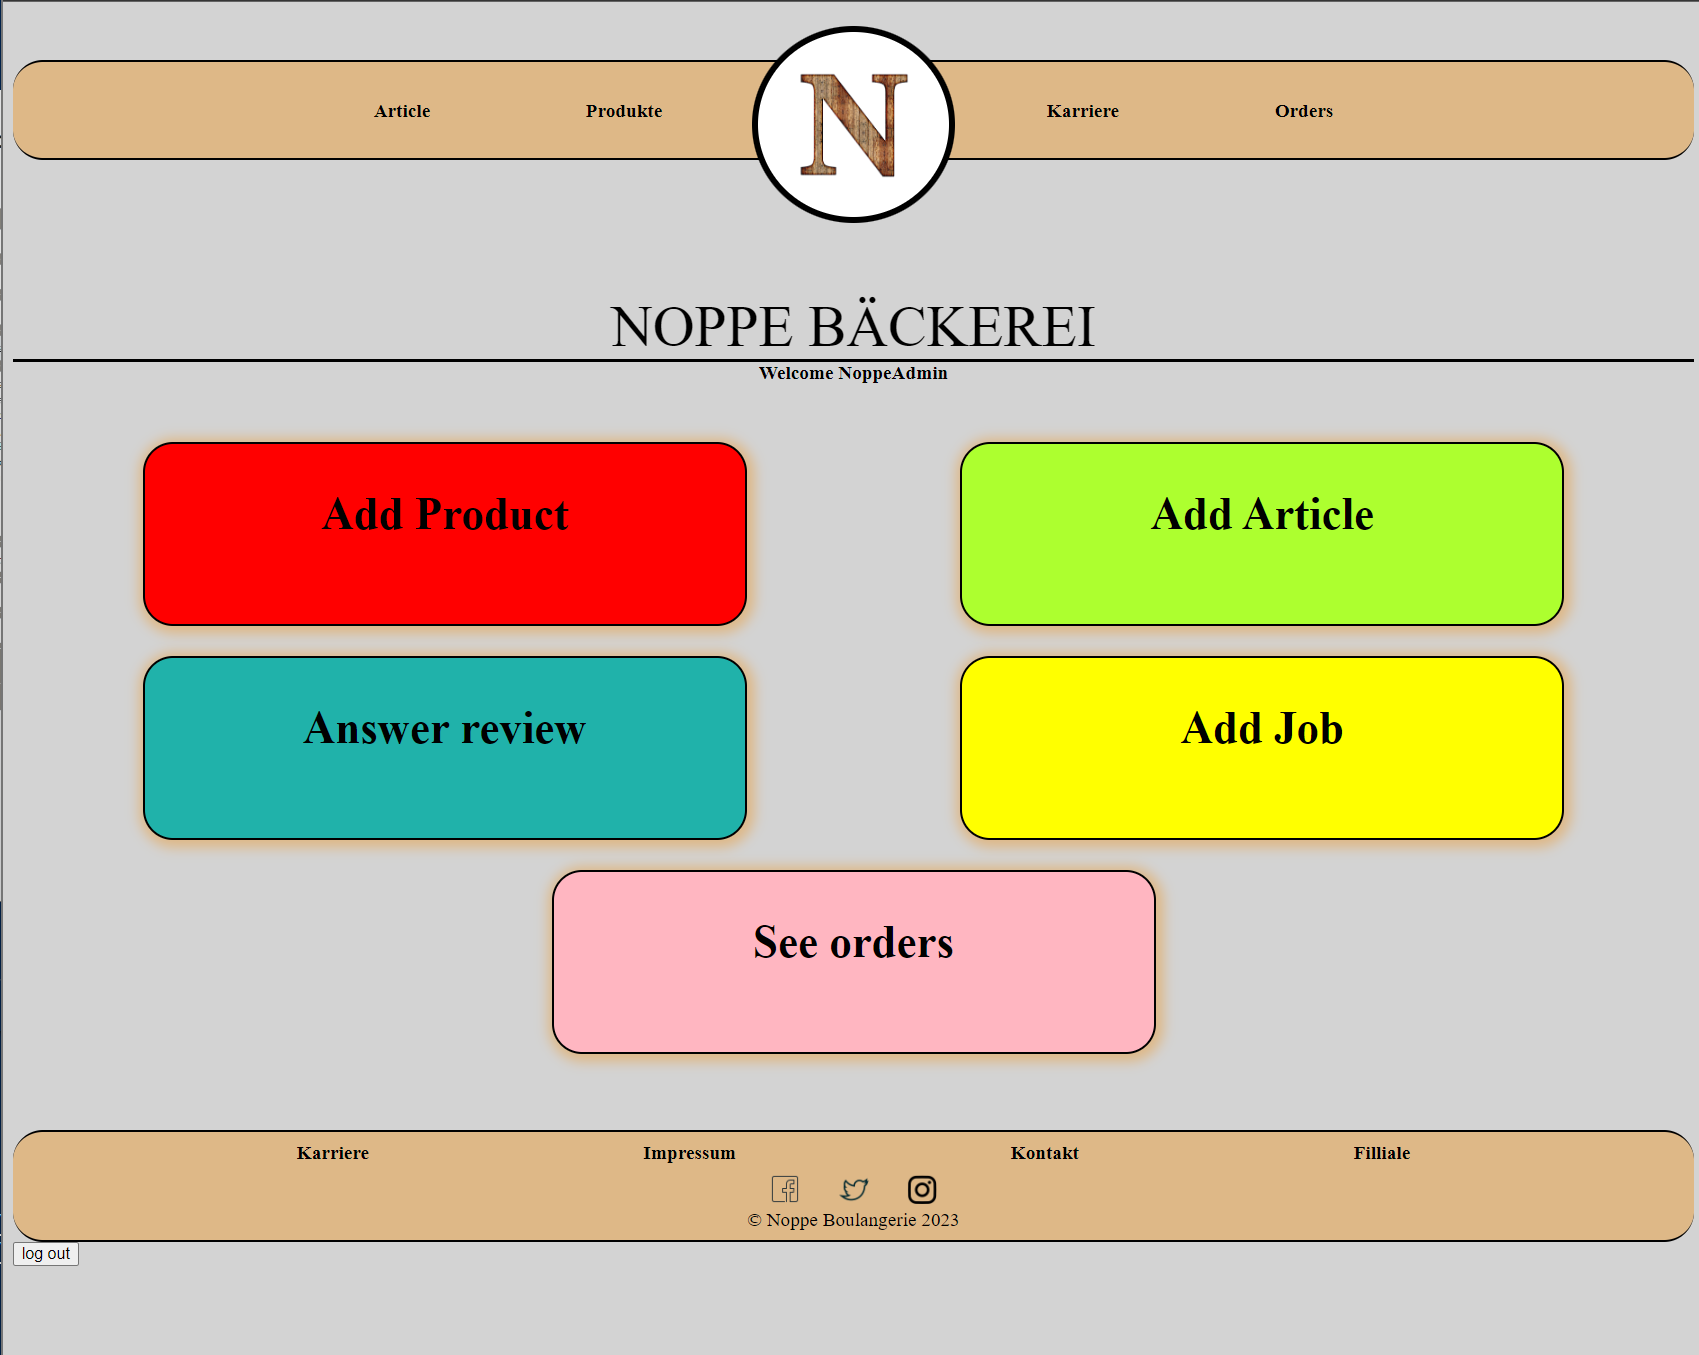 Article Produkte N Karriere Orders
NOPPE BÄCKEREI
Welcome NoppeAdmin
Add Product
Add Article
Answer review
Add Job
See orders
Karriere Impressum Kontakt Filliale
© Noppe Boulangerie 2023
log out